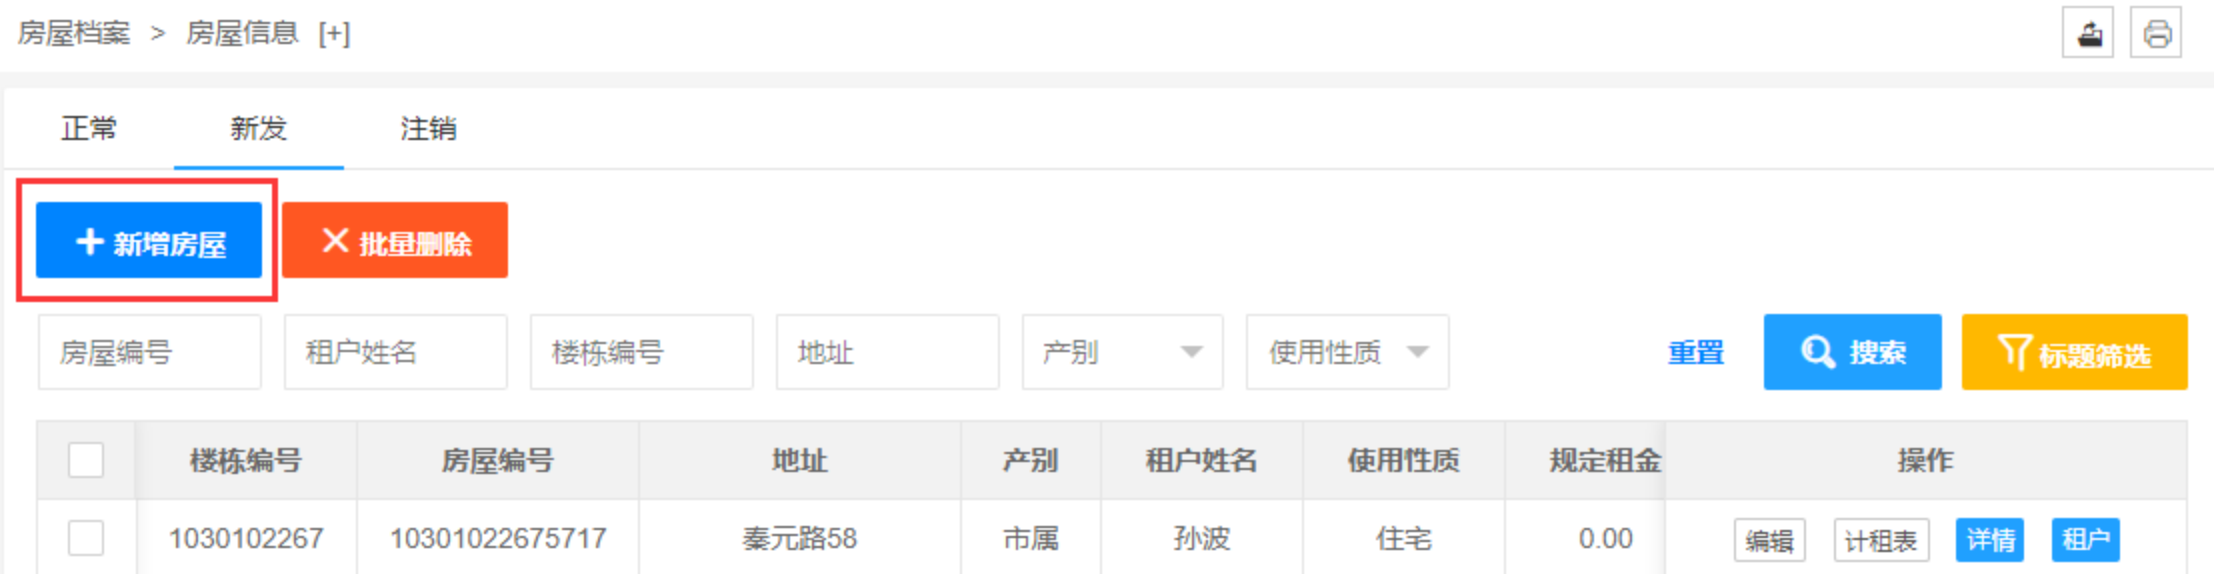 房屋档案 > 房屋信息 [+]
正常 新发 注销
新增房屋 批量删除
房屋编号 租户姓名 楼栋编号 地址 产别 使用性质 重置 搜索 标题筛选
楼栋编号 房屋编号 地址 产别 租户姓名 使用性质 规定租金 操作
1030102267 10301022675717 秦元路58 市属 孙波 住宅 0.00 编辑 计租表 详情 租户